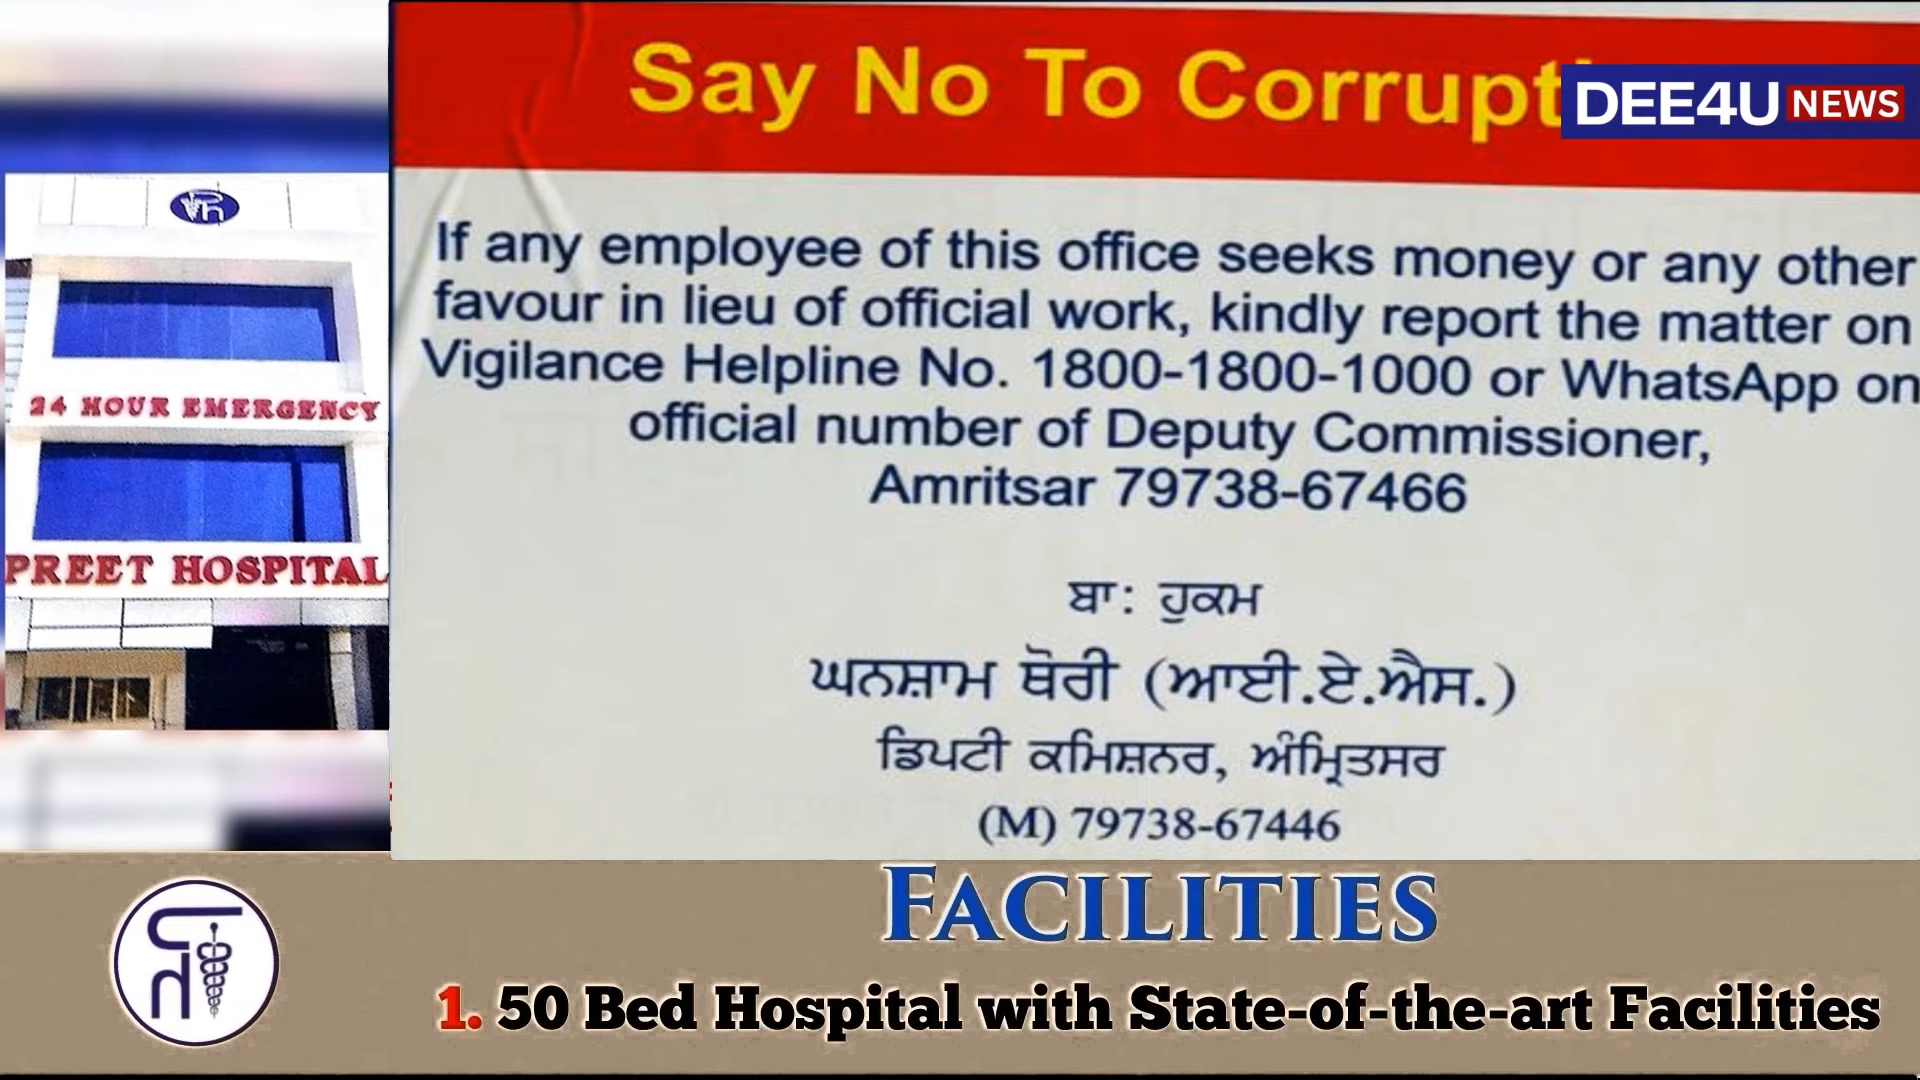 Say No To Corrupti
DEE4U NEWS
If any employee of this office seeks money or any other
favour in lieu of official work, kindly report the matter on
Vigilance Helpline No. 1800-1800-1000 or WhatsApp on
official number of Deputy Commissioner,
Amritsar 79738-67466
ਬਾ: ਹੁਕਮ
ਘਨਸ਼ਾਮ ਥੋਰੀ (ਆਈ.ਏ.ਐਸ.)
ਡਿਪਟੀ ਕਮਿਸ਼ਨਰ, ਅੰਮ੍ਰਿਤਸਰ
(M) 79738-67446
24 HOUR EMERGENCY
PREET HOSPITAL
FACILITIES
1. 50 Bed Hospital with State-of-the-art Facilities